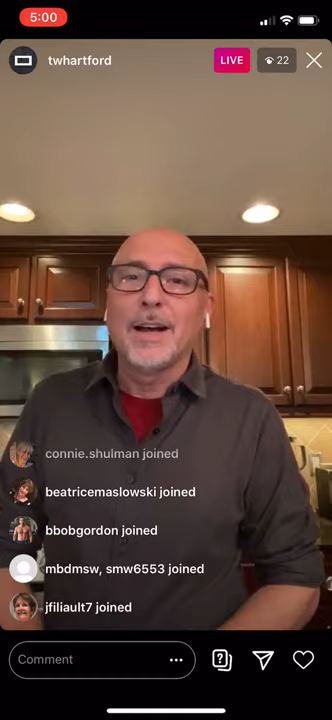 5:00
twhartford
LIVE
22
connie.shulman joined
beatricemaslowski joined
bbobgordon joined
mbdmsw, smw6553 joined
jfiliault7 joined
Comment